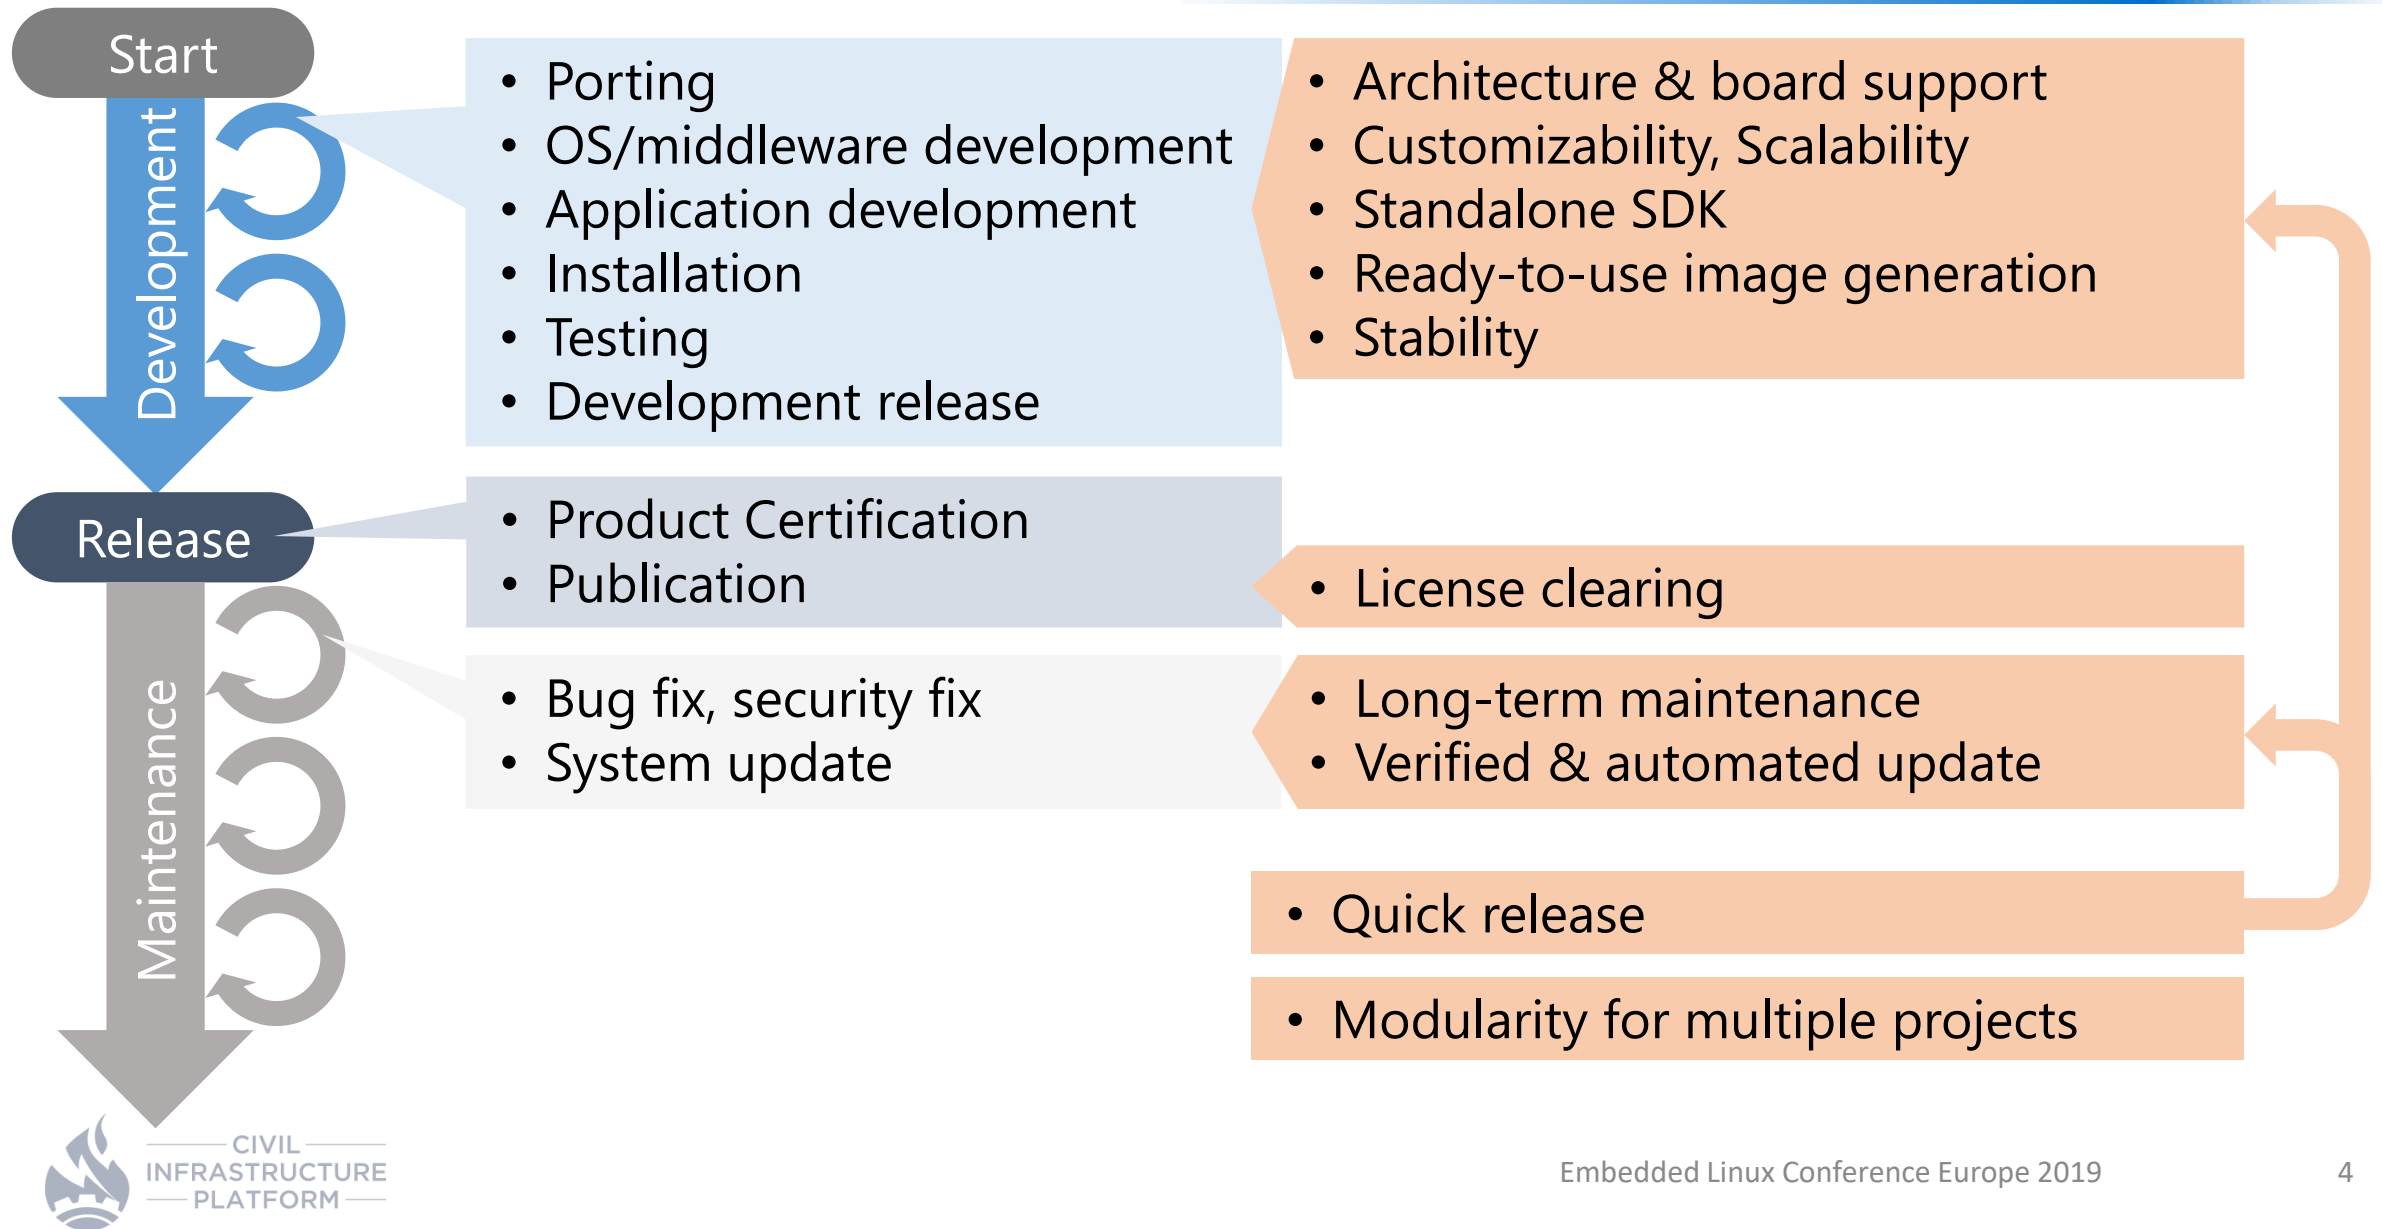 Start
Development
• Porting
• OS/middleware development
• Application development
• Installation
• Testing
• Development release
• Architecture & board support
• Customizability, Scalability
• Standalone SDK
• Ready-to-use image generation
• Stability
Release
• Product Certification
• Publication
• License clearing
Maintenance
• Bug fix, security fix
• System update
• Long-term maintenance
• Verified & automated update
• Quick release
• Modularity for multiple projects
CIVIL
INFRASTRUCTURE
PLATFORM
Embedded Linux Conference Europe 2019
4